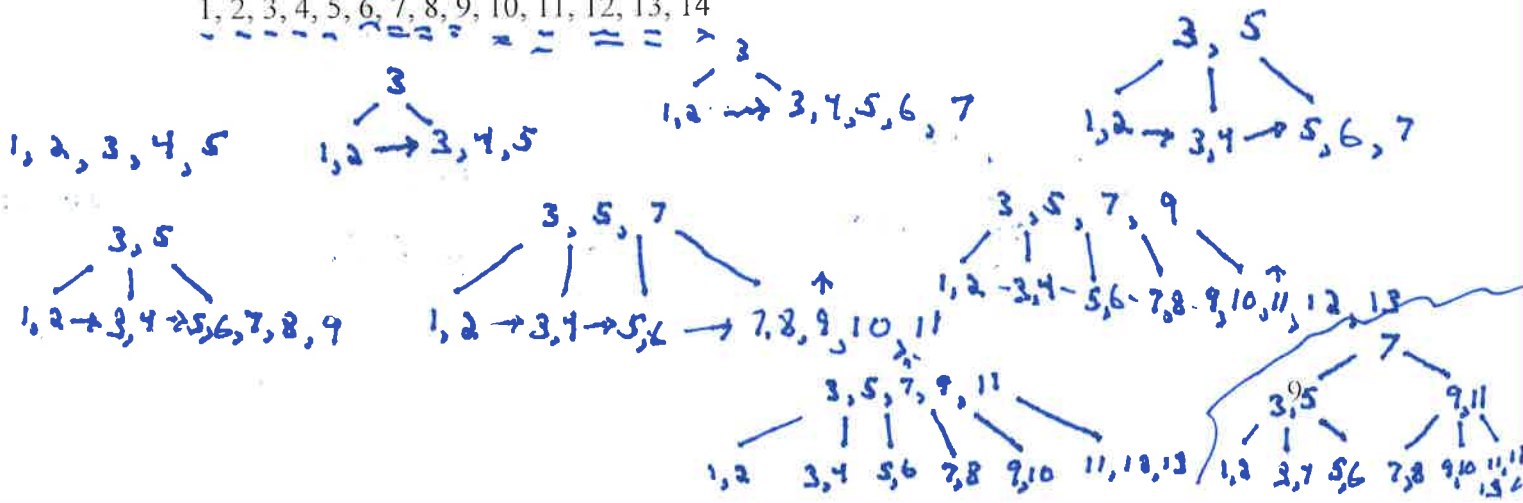 1, 2, 3, 4, 5, 6, 7, 8, 9, 10, 11, 12, 13, 14
1, 2, 3, 4, 5
3
1,2 → 3,4,5
3
1,2 → 3,4,5,6,7
3, 5
1,2 → 3,4 → 5,6,7
3, 5
1,2 → 3,4 → 5,6,7,8,9
3, 5, 7
1,2 → 3,4 → 5,6 → 7,8,9,10,11
3, 5, 7, 9
1,2 - 3,4 - 5,6 - 7,8 - 9,10,11,12,13
3,5,7,9,11
1,2 3,4 5,6 7,8 9,10 11,12,13
7
3,5 9,11
9
1,2 3,4 5,6 7,8 9,10 11,